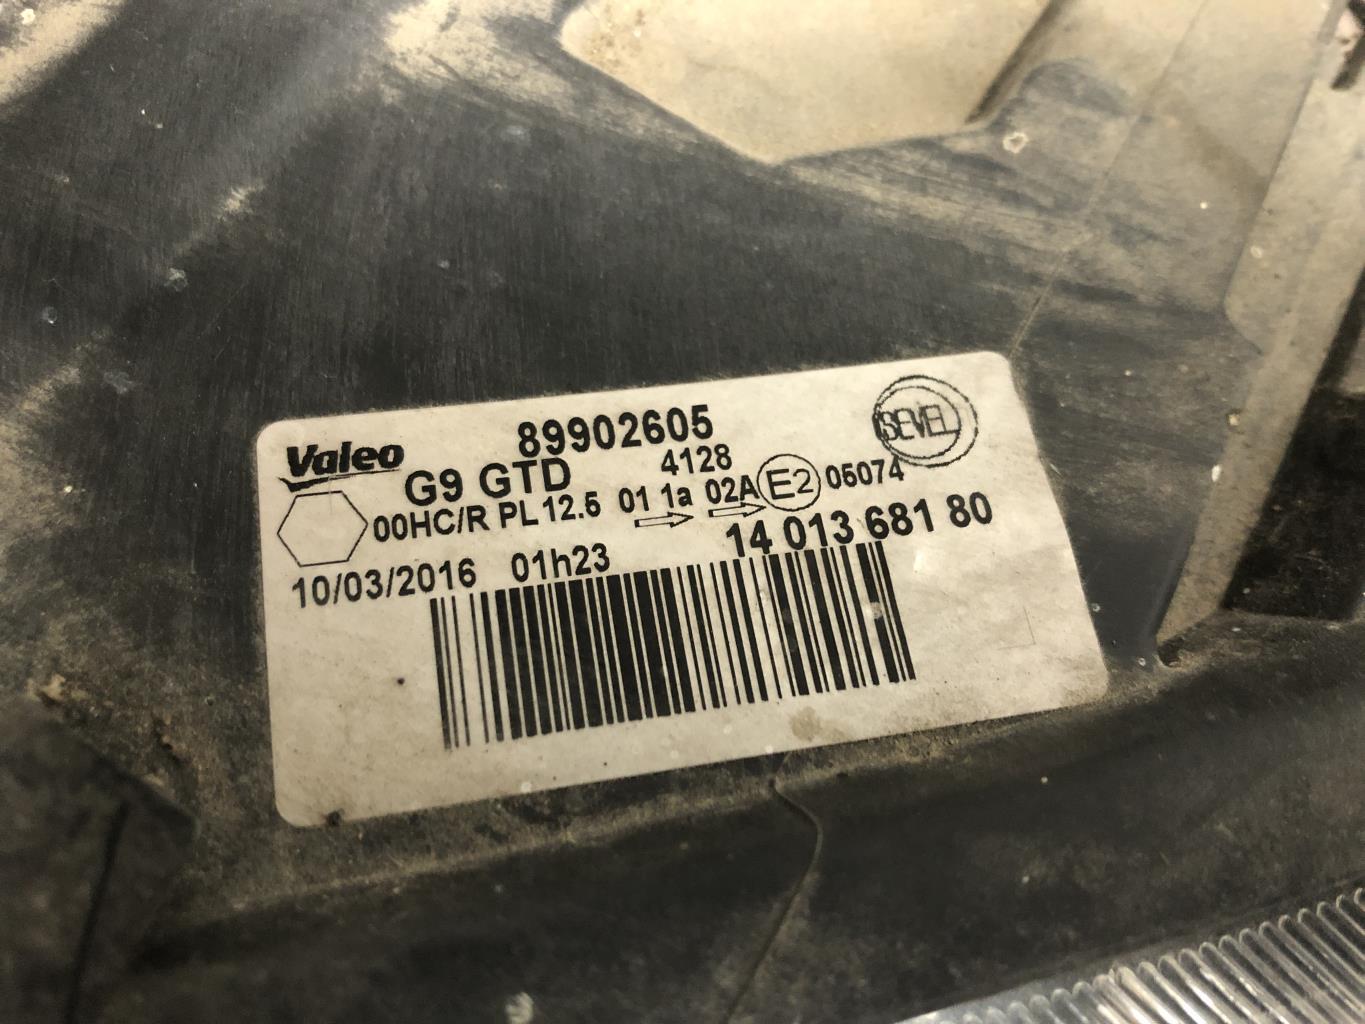 Valeo 89902605
SEVEL
G9 GTD 4128
00HC/R PL 12.5 01 1a 02A E2 05074
14 013 681 80
10/03/2016 01h23